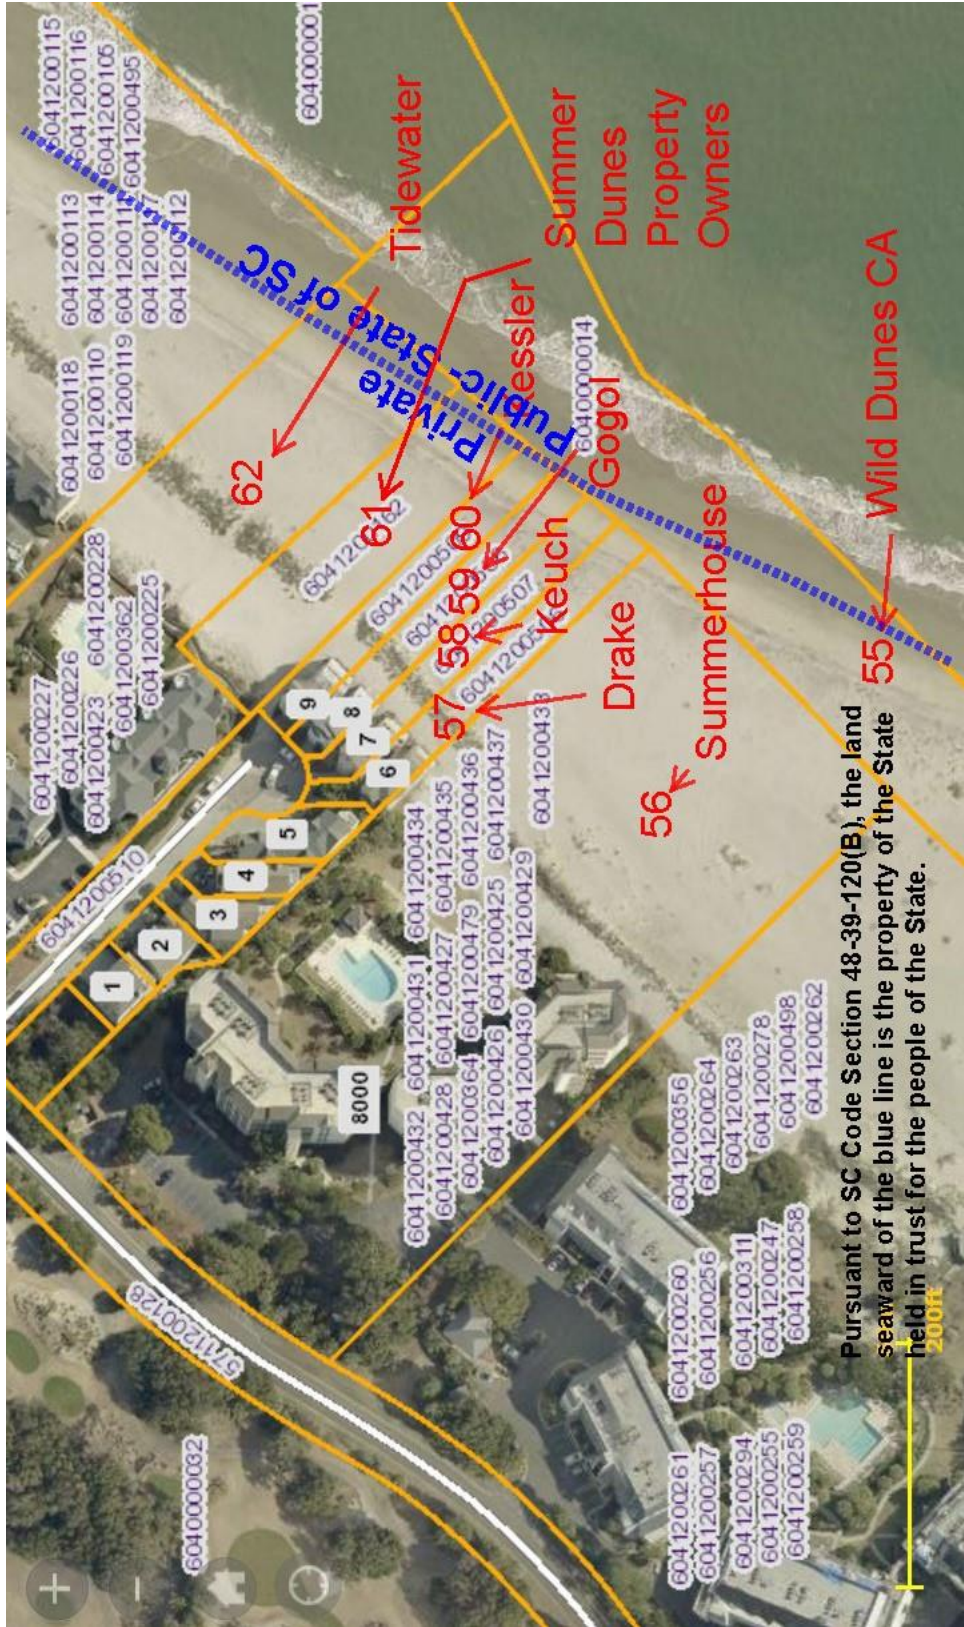 +
−
6040000032
5711200128
6041200510
1
2
3
4
5
6
7
8
9
8000
6041200227
6041200226
6041200423 6041200228
6041200362
6041200225
6041200118
6041200110
6041200119
6041200113
6041200114
6041200112
6041200115
6041200116
6041200105
6041200495
6040000001
62
61
60
59
58
57
56
55
Tidewater
Summer
Dunes
Property
Owners
Gogol
Keuch
Drake
Summerhouse
Wild Dunes CA
Private
Public- State of SC
6040000014
6041200432 6041200431 6041200434
6041200428 6041200427 6041200435
6041200364 6041200479 6041200436
6041200426 6041200425 6041200437
6041200430 6041200429 6041200433
6041200261 6041200260 6041200356
6041200257 6041200256 6041200264
6041200294 6041200311 6041200263
6041200255 6041200247 6041200278
6041200259 6041200258 6041200498
6041200262
Pursuant to SC Code Section 48-39-120(B), the land
seaward of the blue line is the property of the State
held in trust for the people of the State.
200ft